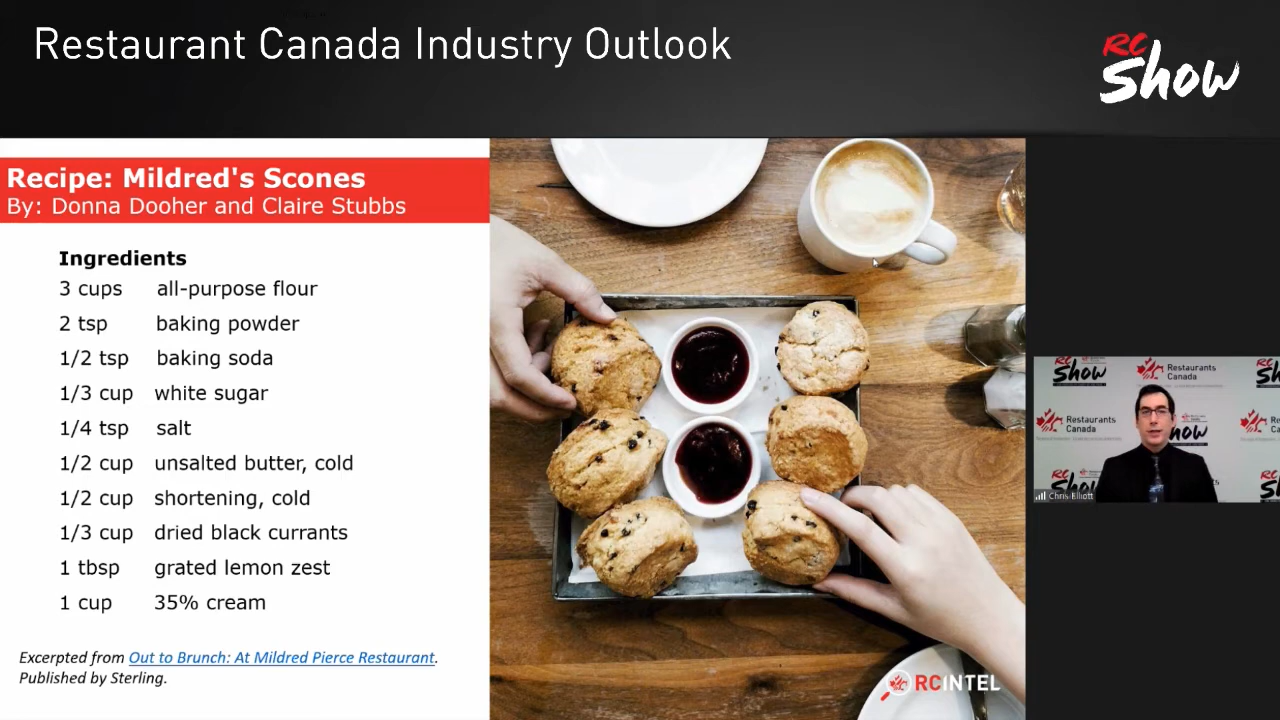 Restaurant Canada Industry Outlook
RC
Show
Recipe: Mildred's Scones
By: Donna Dooher and Claire Stubbs
Ingredients
3 cups all-purpose flour
2 tsp baking powder
1/2 tsp baking soda
1/3 cup white sugar
1/4 tsp salt
1/2 cup unsalted butter, cold
1/2 cup shortening, cold
1/3 cup dried black currants
1 tbsp grated lemon zest
1 cup 35% cream
Excerpted from Out to Brunch: At Mildred Pierce Restaurant.
Published by Sterling.
RCINTEL
Show
Restaurants
Canada
Restaurants
Canada
Chris Elliott